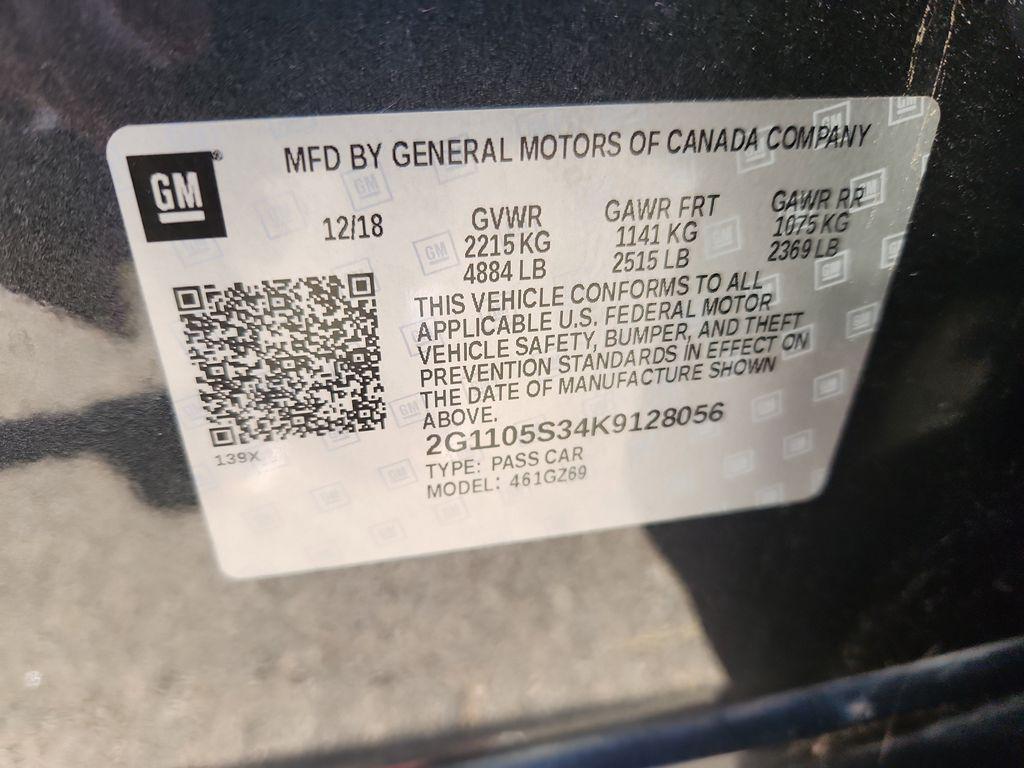 MFD BY GENERAL MOTORS OF CANADA COMPANY
GM
®
12/18
GVWR
2215 KG
4884 LB
GAWR FRT
1141 KG
2515 LB
GAWR RR
1075 KG
2369 LB
THIS VEHICLE CONFORMS TO ALL
APPLICABLE U.S. FEDERAL MOTOR
VEHICLE SAFETY, BUMPER, AND THEFT
PREVENTION STANDARDS IN EFFECT ON
THE DATE OF MANUFACTURE SHOWN
ABOVE.
2G1105S34K9128056
TYPE: PASS CAR
MODEL: 461GZ69
139X